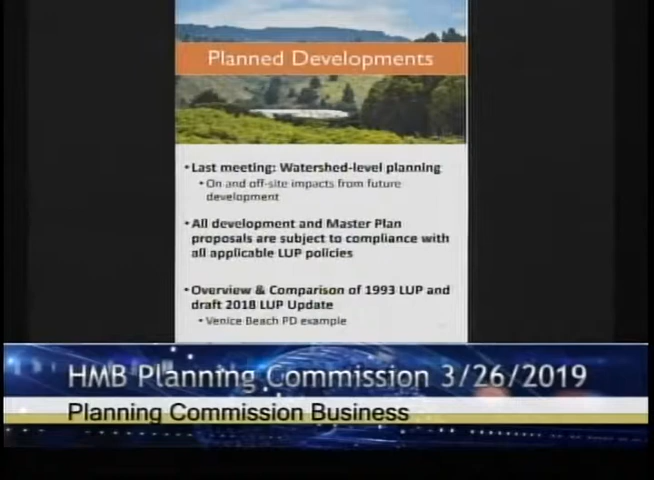 Planned Developments
•Last meeting: Watershed-level planning
•On and off-site impacts from future
development
•All development and Master Plan
proposals are subject to compliance with
all applicable LUP policies
•Overview & Comparison of 1993 LUP and
draft 2018 LUP Update
•Venice Beach PD example
HMB Planning Commission 3/26/2019
Planning Commission Business